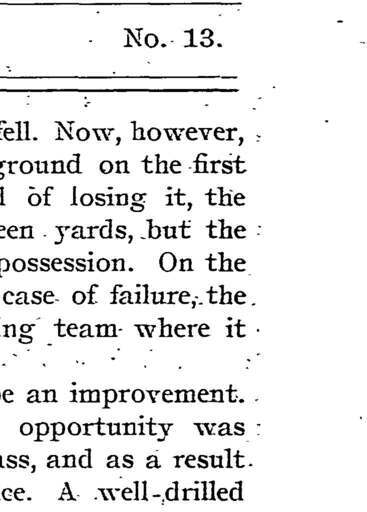 No. 13.
fell. Now, however,
ground on the first
of losing it, the
een yards, but the
possession. On the
case of failure, the
ing team where it
be an improvement.
opportunity was
ass, and as a result
ce. A well-drilled